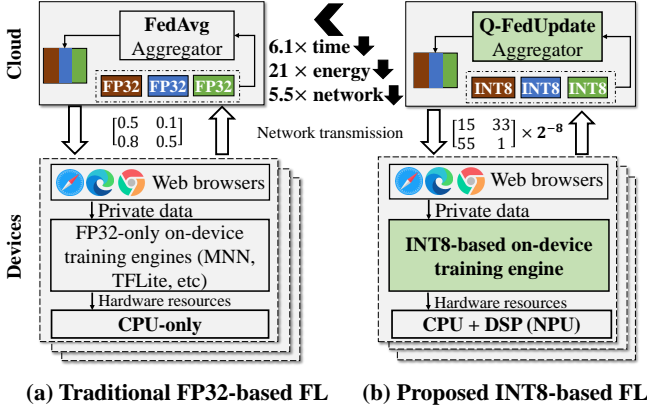 Cloud
FedAvg
Aggregator
FP32 FP32 FP32
6.1× time
21 × energy
5.5× network
Q-FedUpdate
Aggregator
INT8 INT8 INT8
Network transmission
[0.5 0.1
0.8 0.5]
[15 33
55 1] × 2⁻⁸
Devices
Web browsers
Private data
FP32-only on-device
training engines (MNN,
TFLite, etc)
Hardware resources
CPU-only
Web browsers
Private data
INT8-based on-device
training engine
Hardware resources
CPU + DSP (NPU)
(a) Traditional FP32-based FL
(b) Proposed INT8-based FL